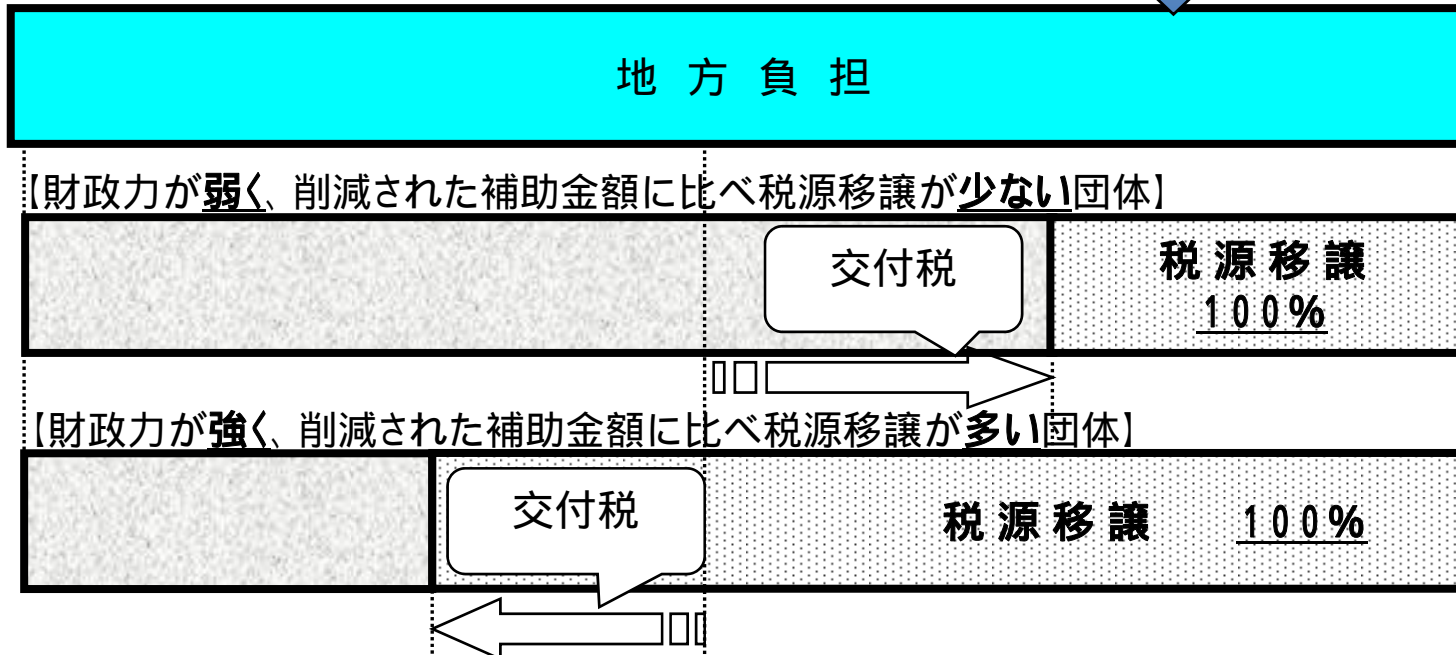 地方負担
【財政力が弱く、削減された補助金額に比べ税源移譲が少ない団体】
交付税
税源移譲
100%
【財政力が強く、削減された補助金額に比べ税源移譲が多い団体】
交付税
税源移譲 100%